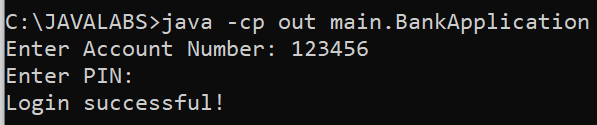 C:\JAVALABS>java -cp out main.BankApplication
Enter Account Number: 123456
Enter PIN:
Login successful!